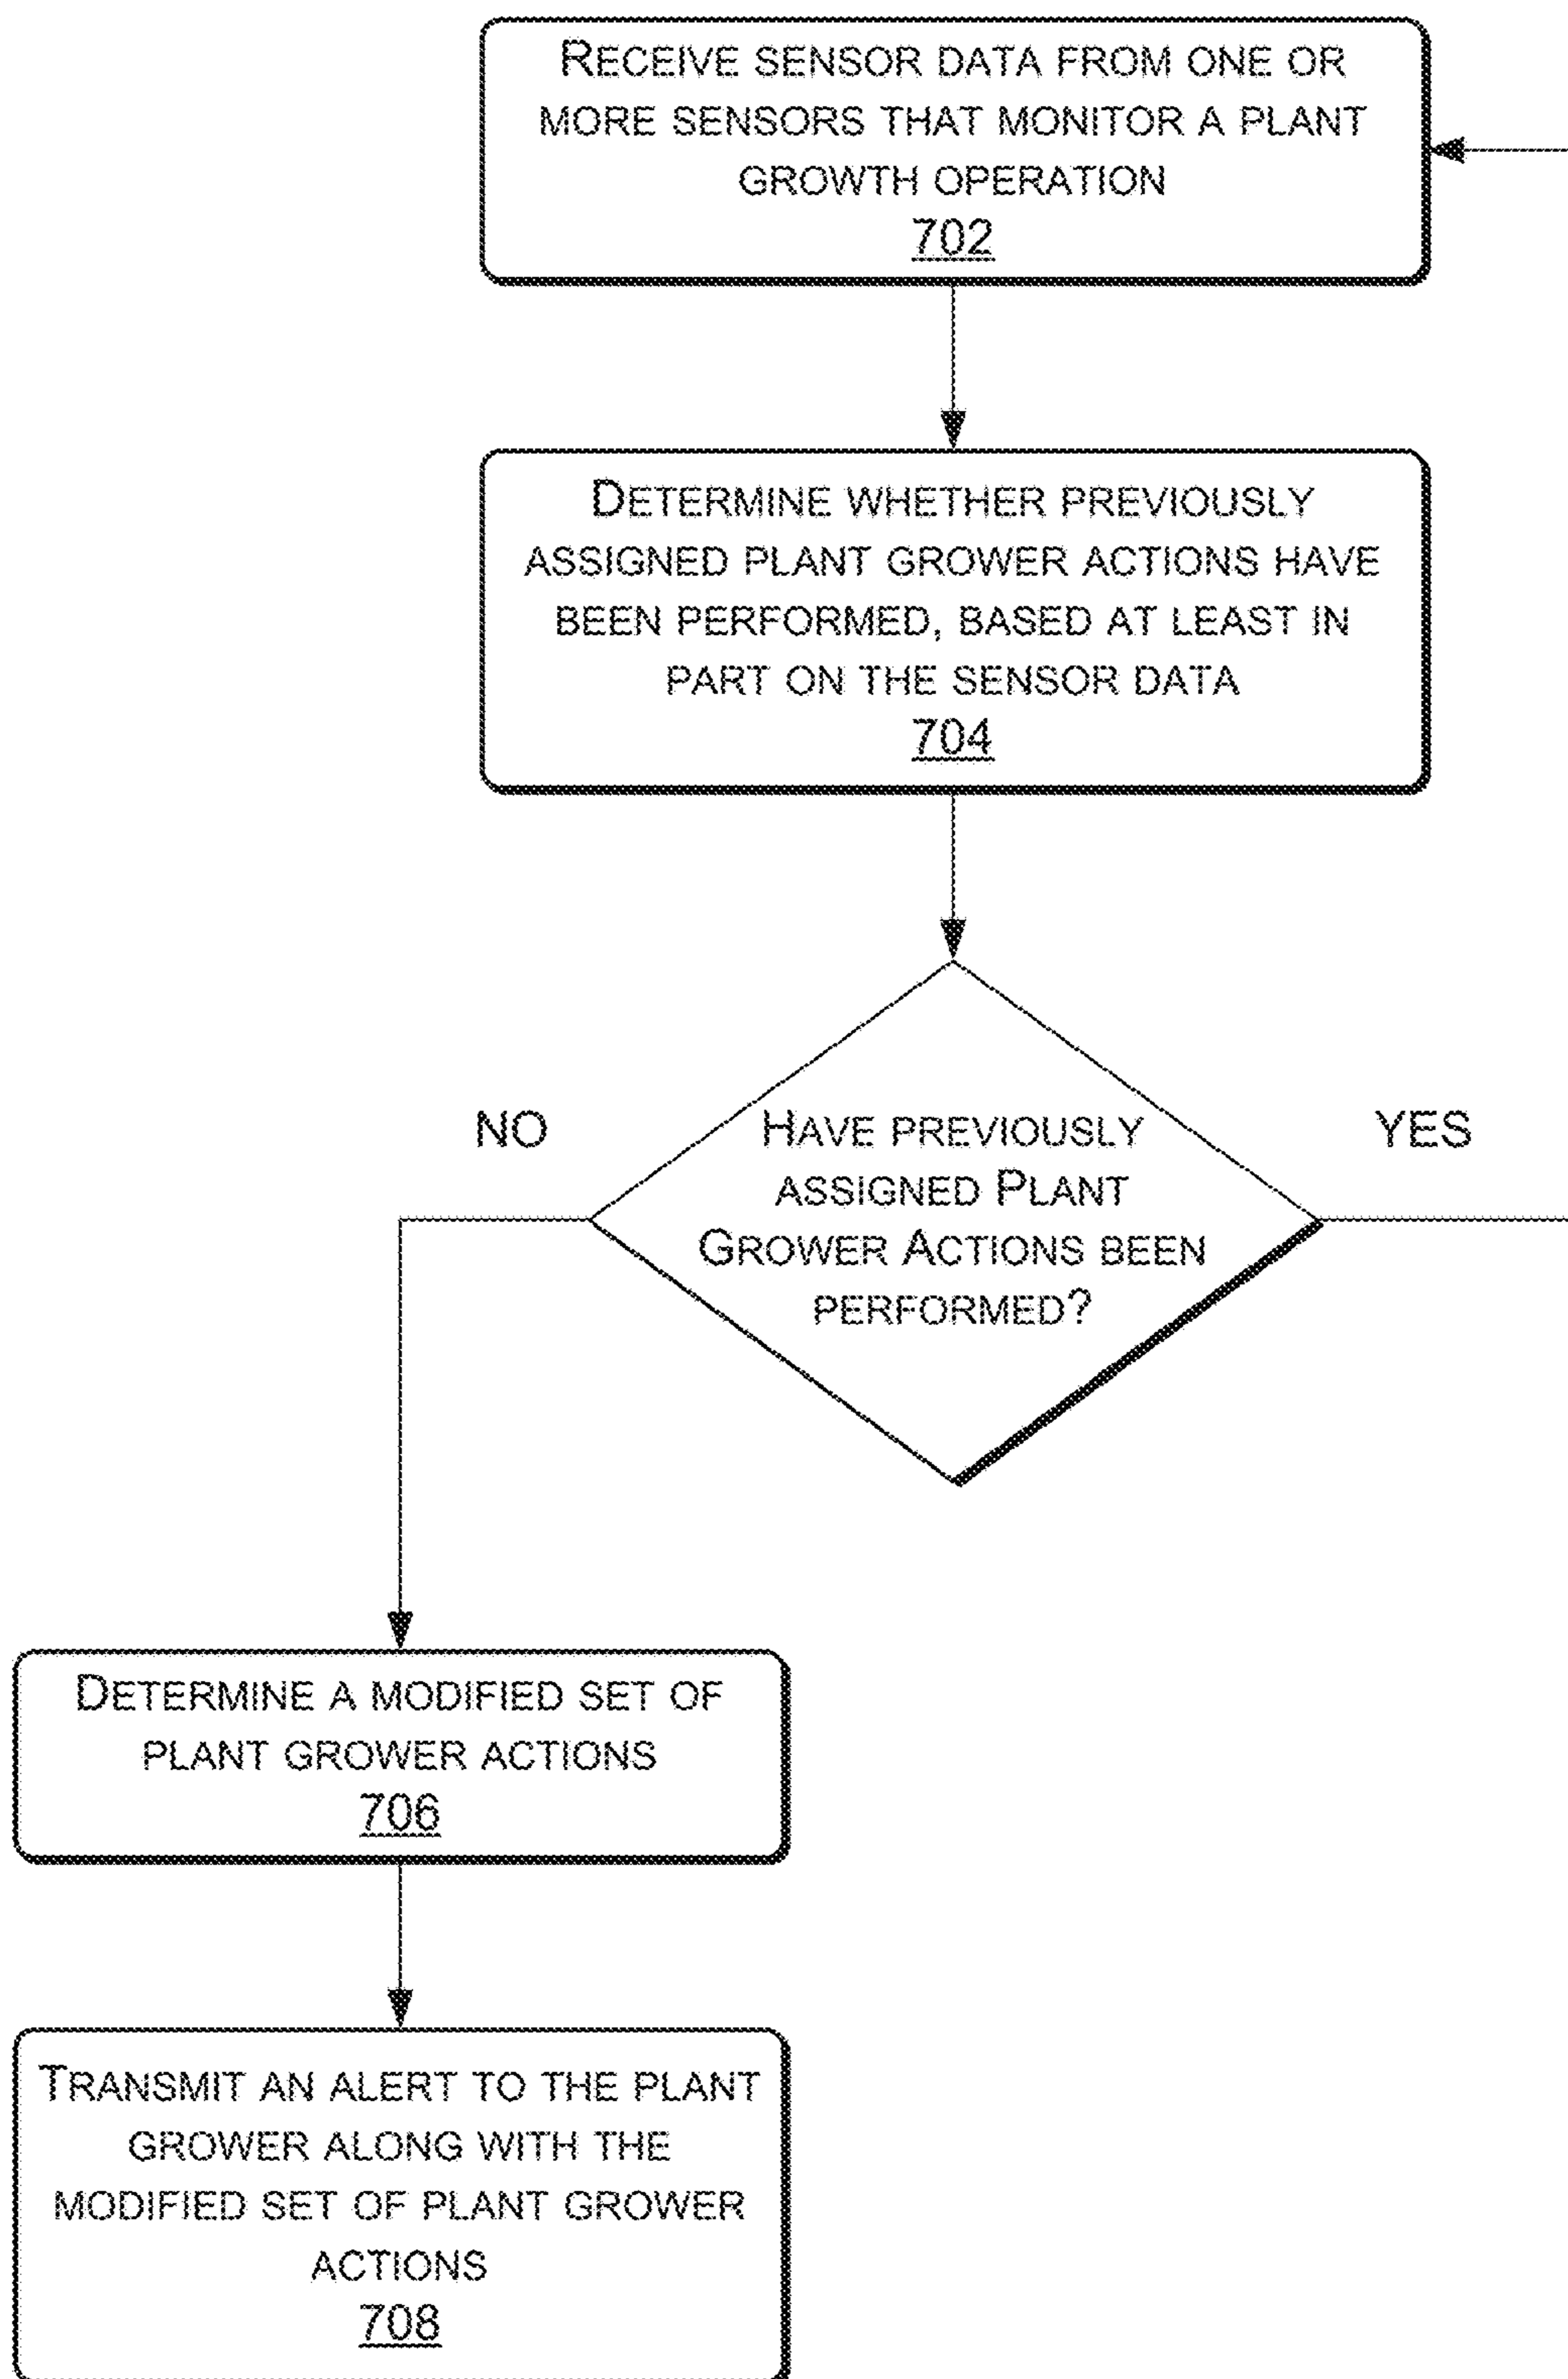 RECEIVE SENSOR DATA FROM ONE OR
MORE SENSORS THAT MONITOR A PLANT
GROWTH OPERATION
702
DETERMINE WHETHER PREVIOUSLY
ASSIGNED PLANT GROWER ACTIONS HAVE
BEEN PERFORMED, BASED AT LEAST IN
PART ON THE SENSOR DATA
704
NO
YES
HAVE PREVIOUSLY
ASSIGNED PLANT
GROWER ACTIONS BEEN
PERFORMED?
DETERMINE A MODIFIED SET OF
PLANT GROWER ACTIONS
706
TRANSMIT AN ALERT TO THE PLANT
GROWER ALONG WITH THE
MODIFIED SET OF PLANT GROWER
ACTIONS
708